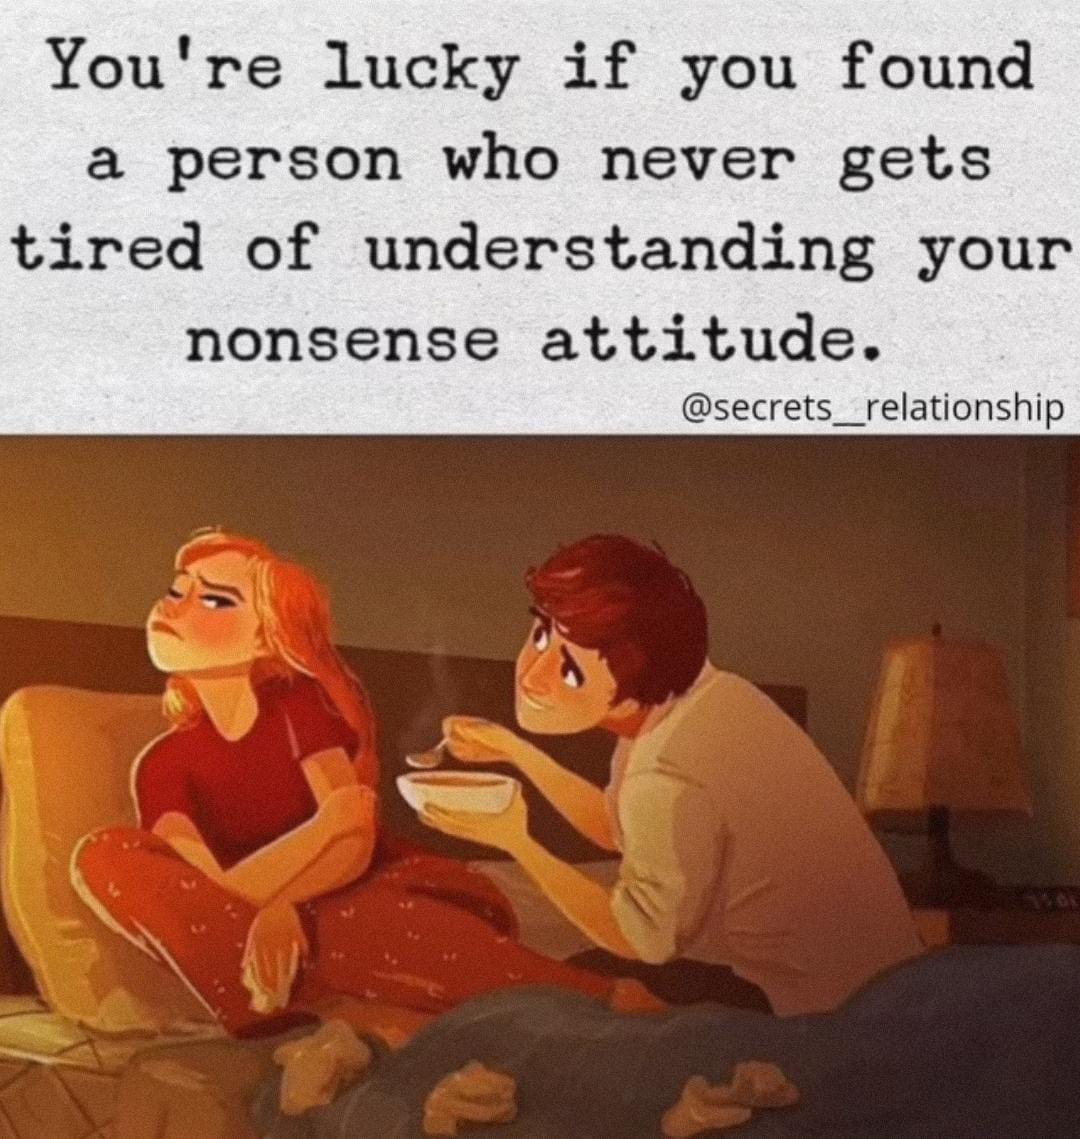 You're lucky if you found
a person who never gets
tired of understanding your
nonsense attitude.
@secrets__relationship